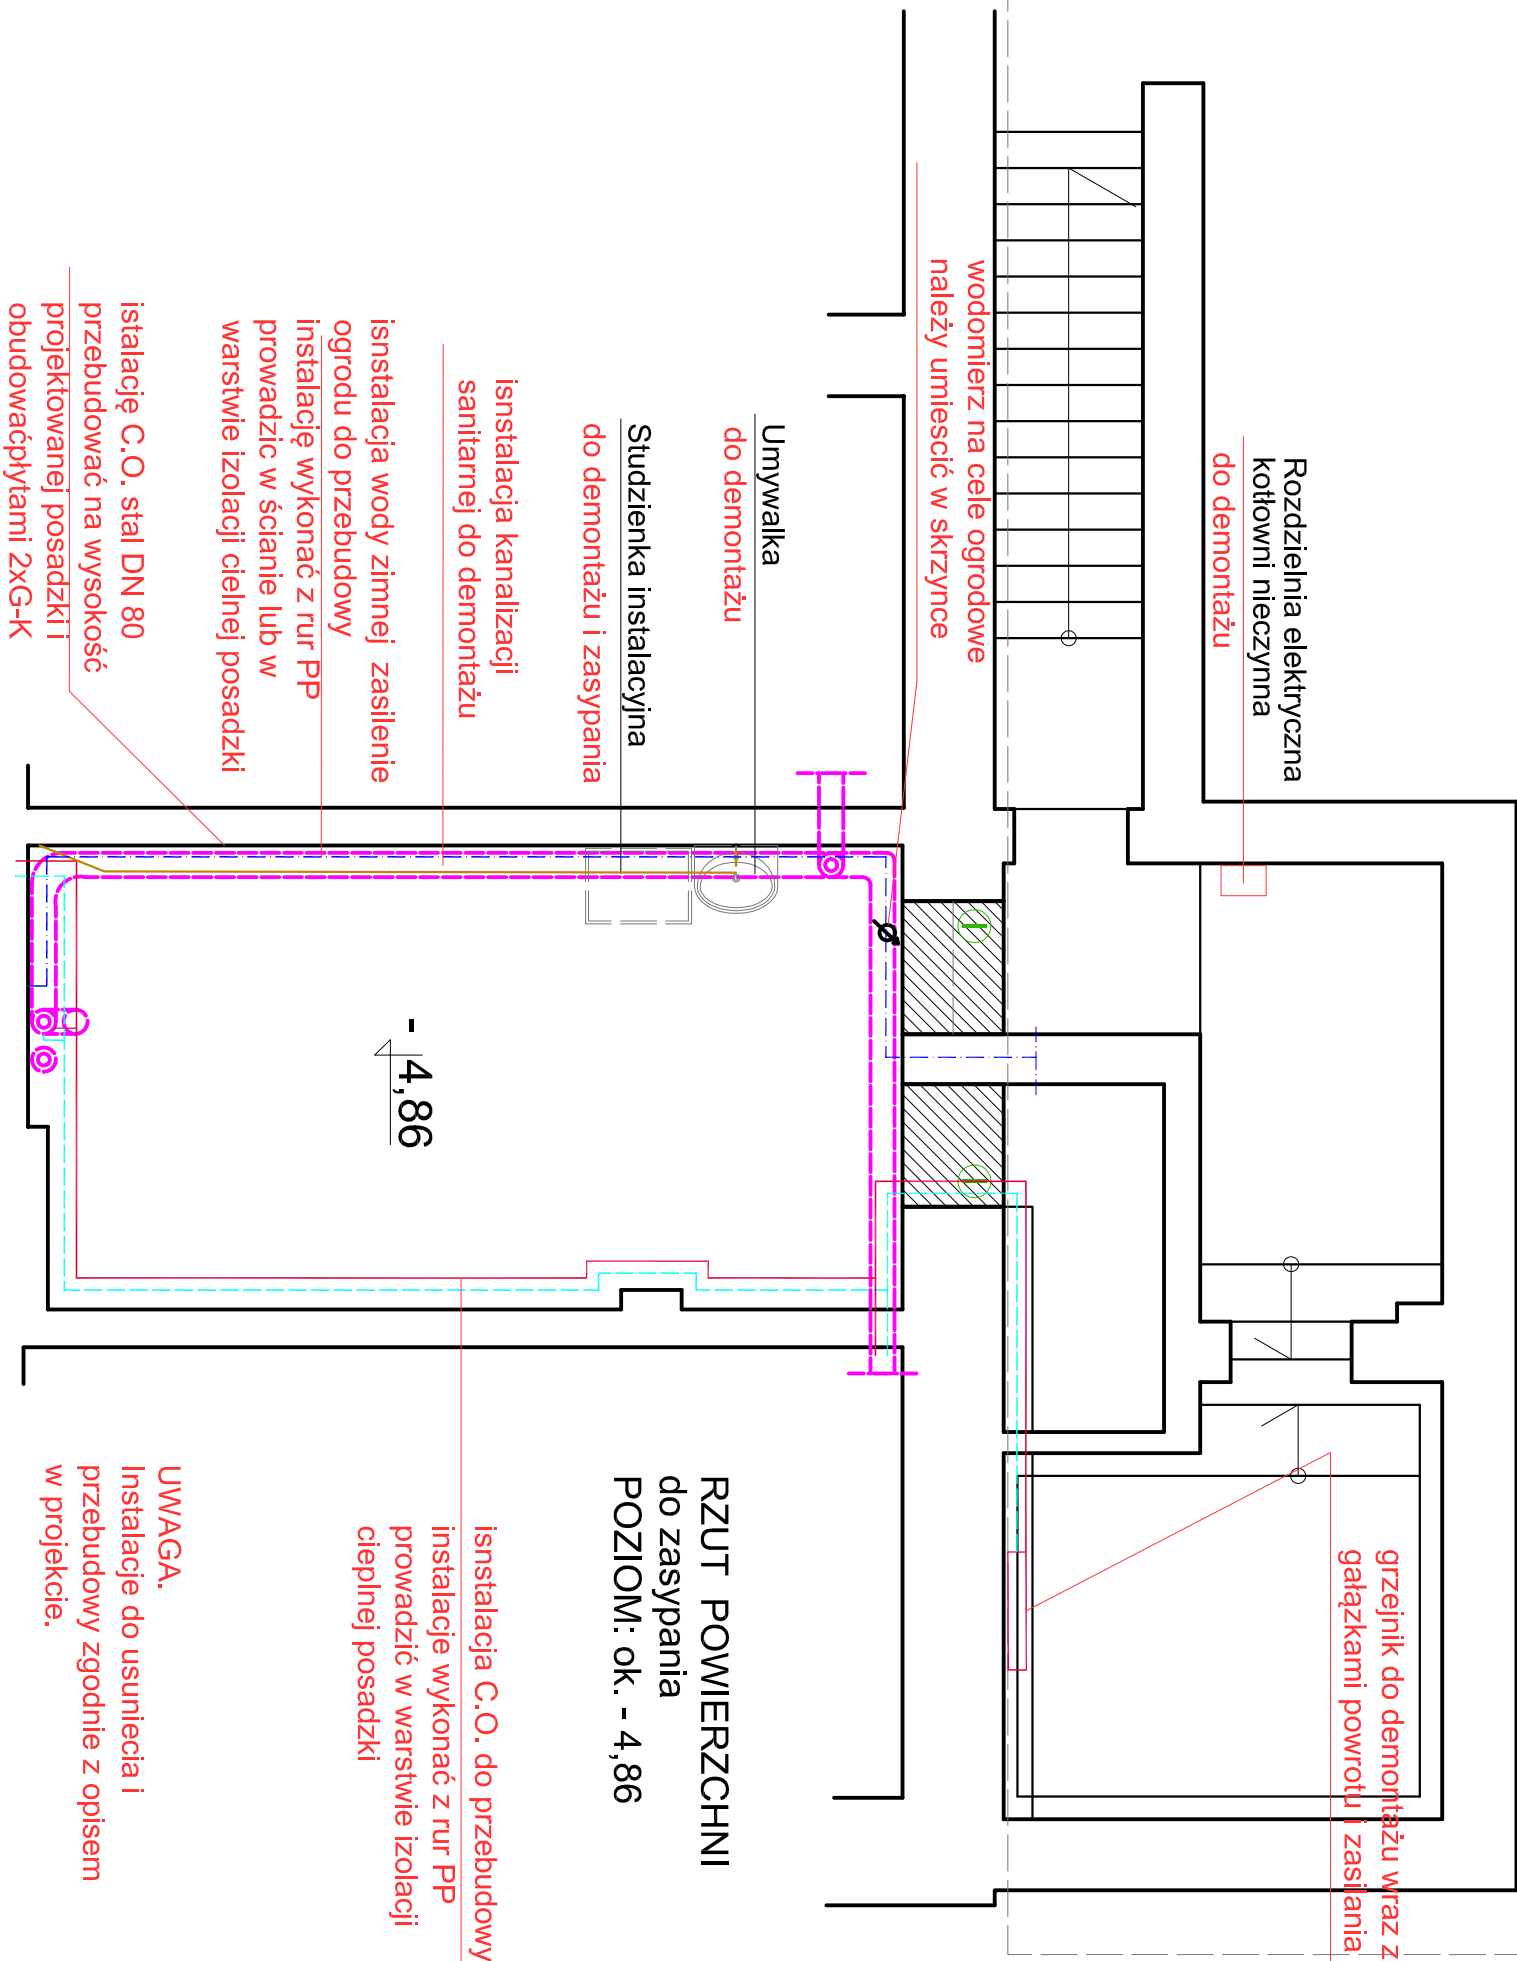 Rozdzielnia elektryczna
kotłowni nieczynna
do demontażu
wodomierz na cele ogrodowe
należy umiescić w skrzynce
Umywalka
do demontażu
Studzienka instalacyjna
do demontażu i zasypania
isnstalacja kanalizacji
sanitarnej do demontażu
isnstalacja wody zimnej zasilenie
ogrodu do przebudowy
instalację wykonać z rur PP
prowadzic w ścianie lub w
warstwie izolacji cielnej posadzki
istalację C.O. stal DN 80
przebudować na wysokość
projektowanej posadzki i
obudowaćpłytami 2xG-K
- 4,86
grzejnik do demontażu wraz z
gałązkami powrotu i zasilania
RZUT POWIERZCHNI
do zasypania
POZIOM: ok. - 4,86
isnstalacja C.O. do przebudowy
instalacje wykonać z rur PP
prowadzić w warstwie izolacji
cieplnej posadzki
UWAGA.
Instalacje do usuniecia i
przebudowy zgodnie z opisem
w projekcie.